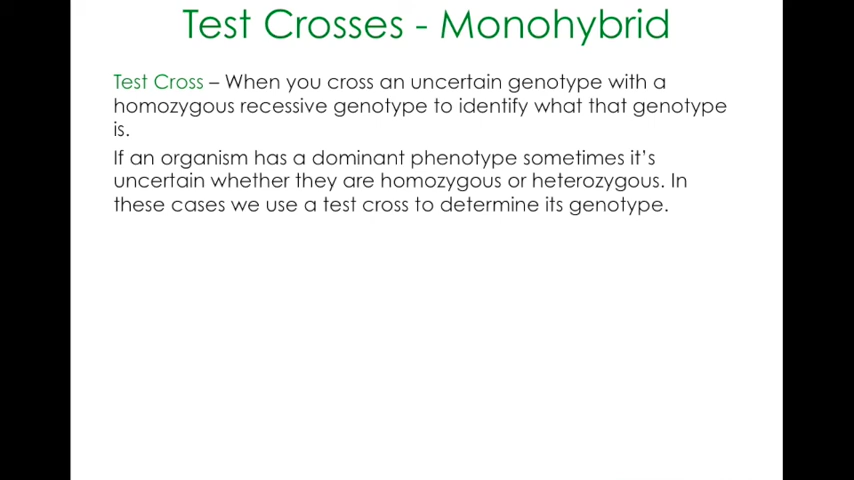 Test Crosses - Monohybrid
Test Cross – When you cross an uncertain genotype with a
homozygous recessive genotype to identify what that genotype
is.
If an organism has a dominant phenotype sometimes it’s
uncertain whether they are homozygous or heterozygous. In
these cases we use a test cross to determine its genotype.